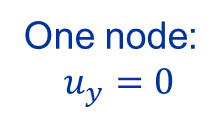 One node:
u_y = 0